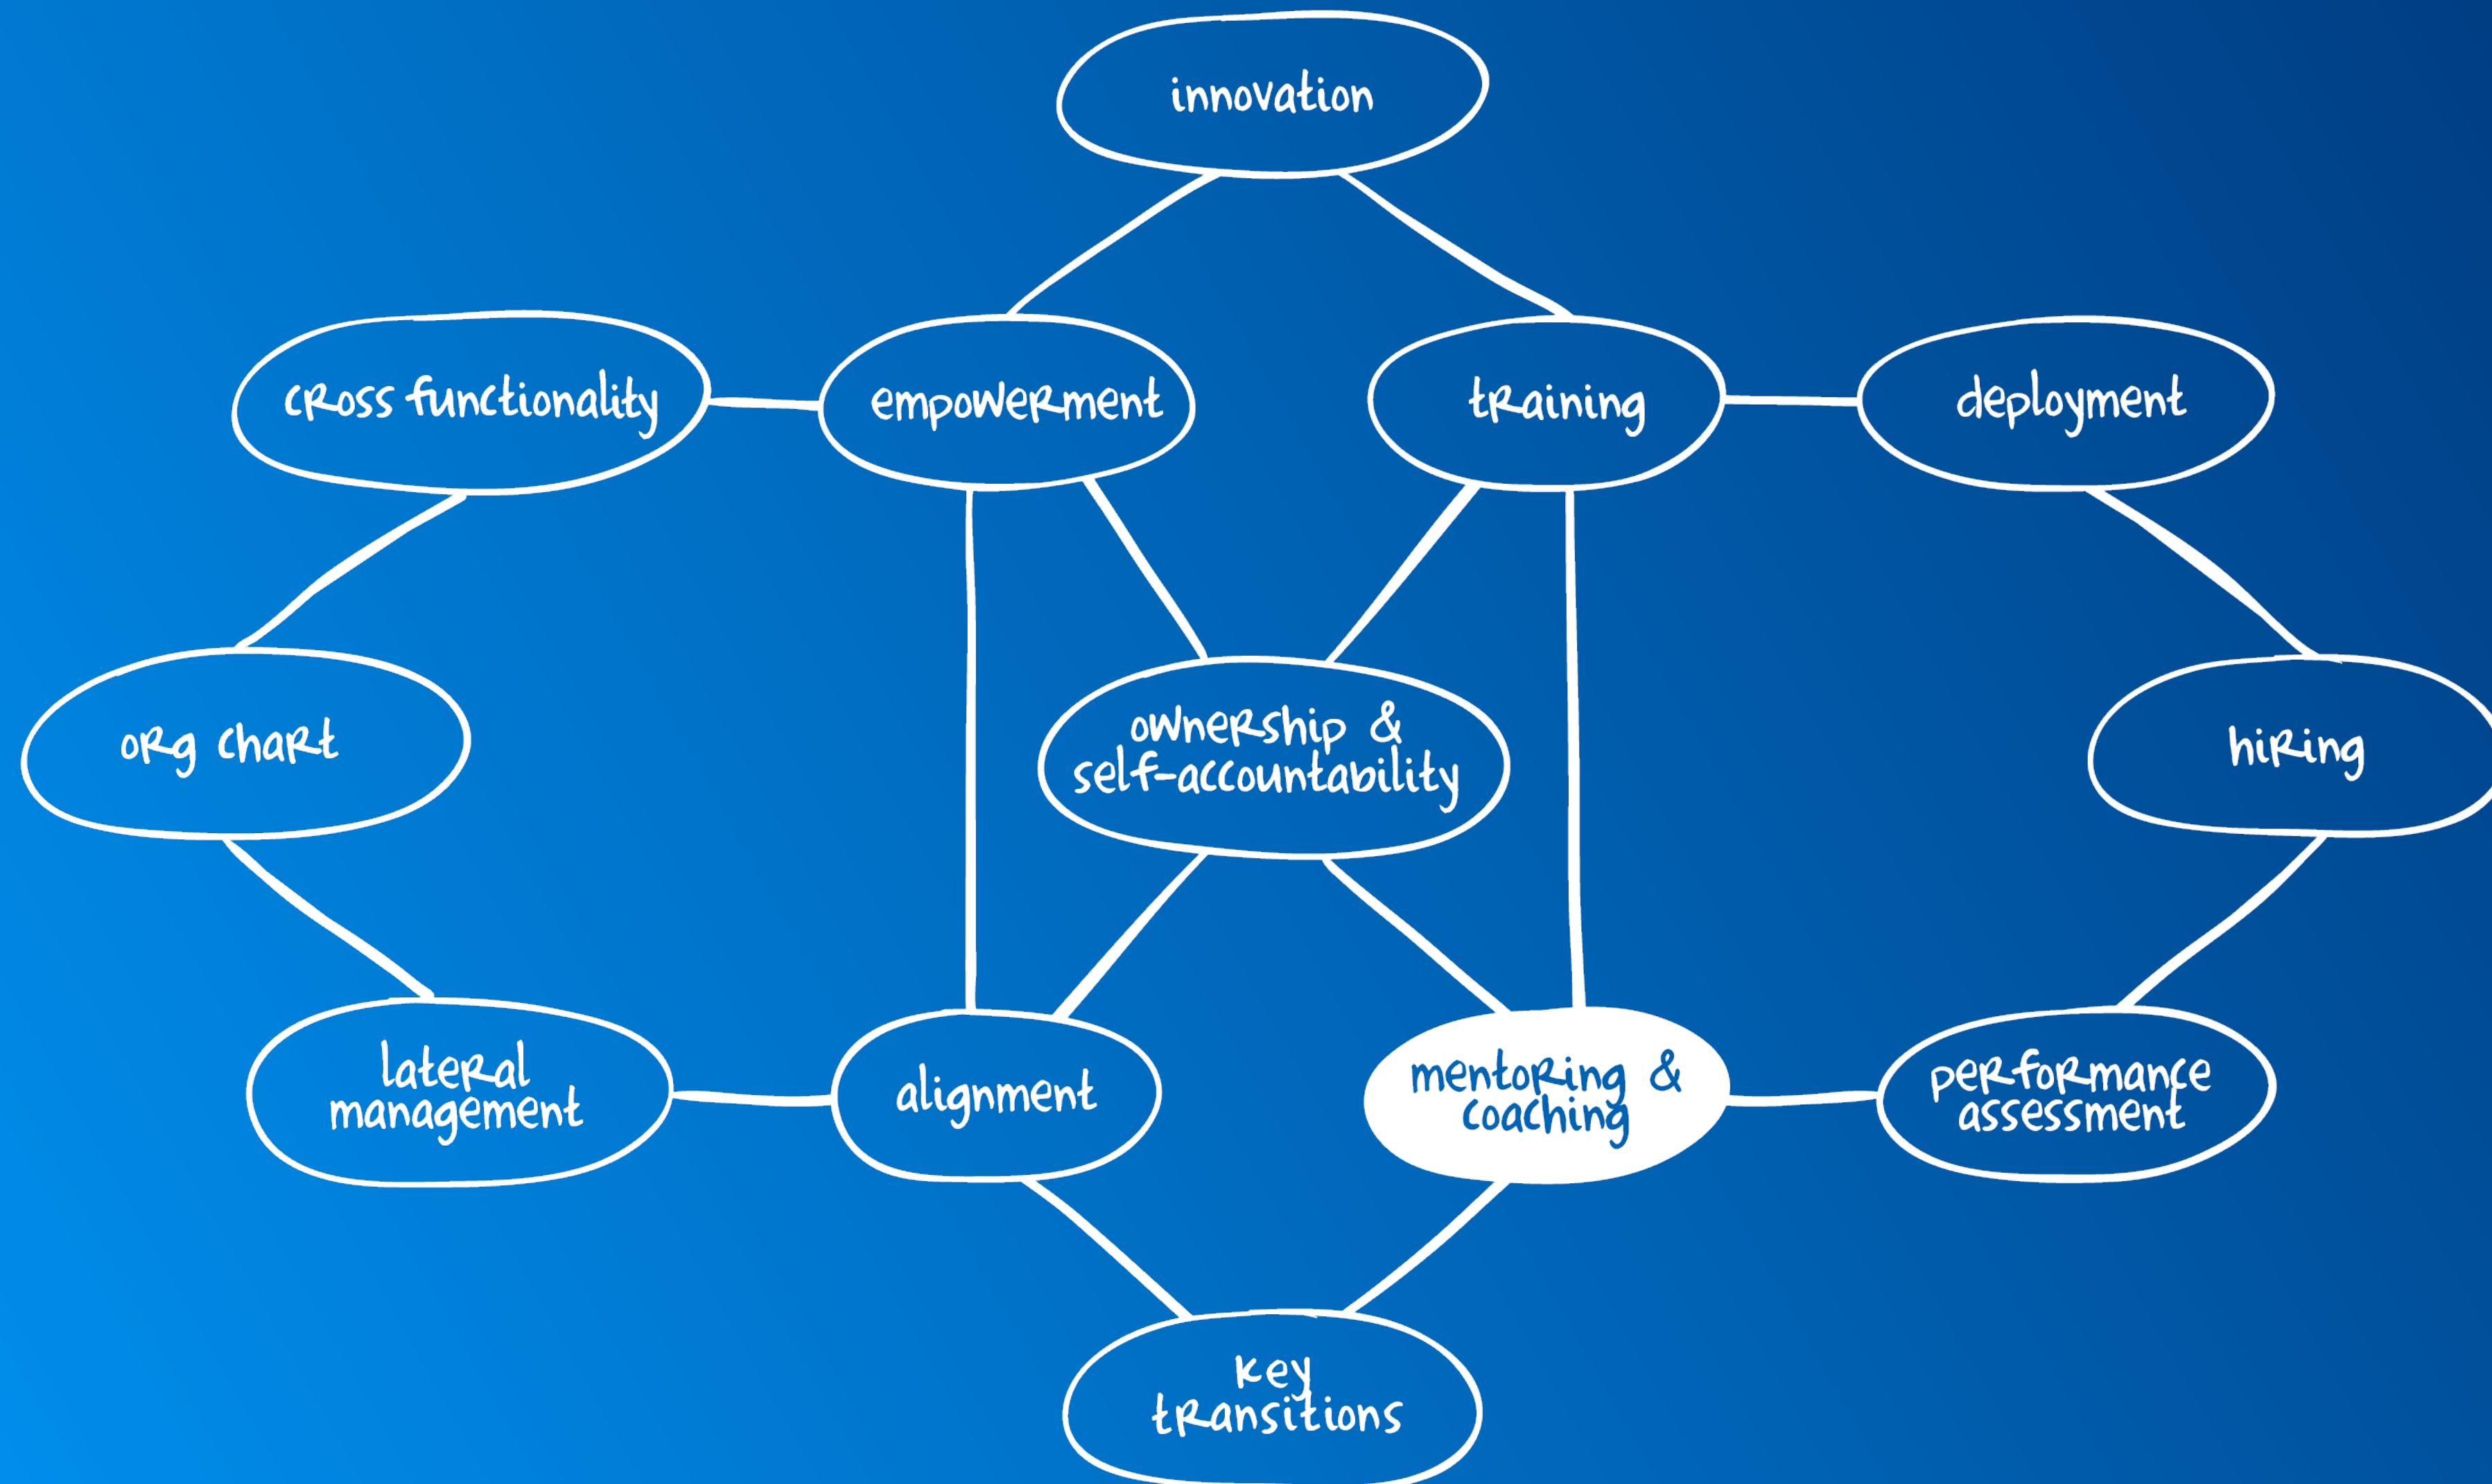 innovation
cross functionality
empowerment
training
deployment
org chart
ownership &
self-accountability
hiring
lateral
management
alignment
mentoring &
coaching
performance
assessment
key
transitions